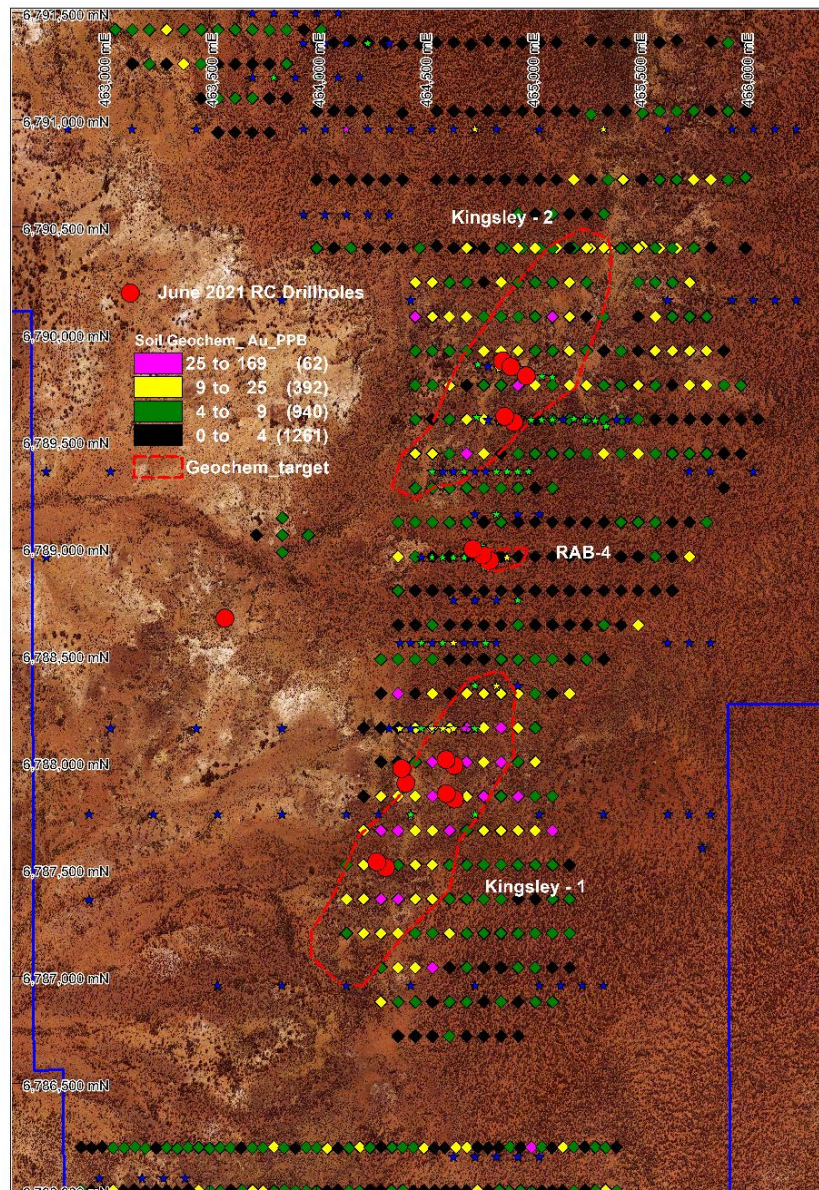 6,791,500 mN
463,000 mE
463,500 mE
464,000 mE
464,500 mE
465,000 mE
465,500 mE
466,000 mE
6,791,000 mN
Kingsley - 2
6,790,500 mN
June 2021 RC Drillholes
6,790,000 mN
Soil Geochem_ Au_PPB
25 to 169 (62)
9 to 25 (392)
4 to 9 (940)
0 to 4 (1261)
Geochem_target
6,789,500 mN
6,789,000 mN
RAB-4
6,788,500 mN
6,788,000 mN
6,787,500 mN
Kingsley - 1
6,787,000 mN
6,786,500 mN